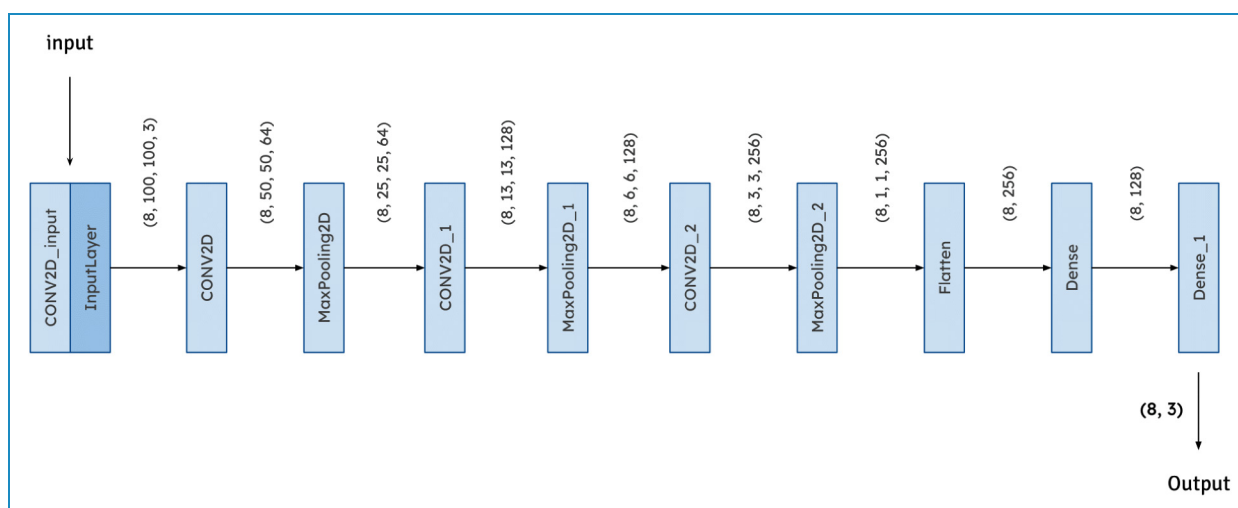 input
(8, 100, 100, 3)
(8, 50, 50, 64)
(8, 25, 25, 64)
(8, 13, 13, 128)
(8, 6, 6, 128)
(8, 3, 3, 256)
(8, 1, 1, 256)
(8, 256)
(8, 128)
CONV2D_input
InputLayer
CONV2D
MaxPooling2D
CONV2D_1
MaxPooling2D_1
CONV2D_2
MaxPooling2D_2
Flatten
Dense
Dense_1
(8, 3)
Output